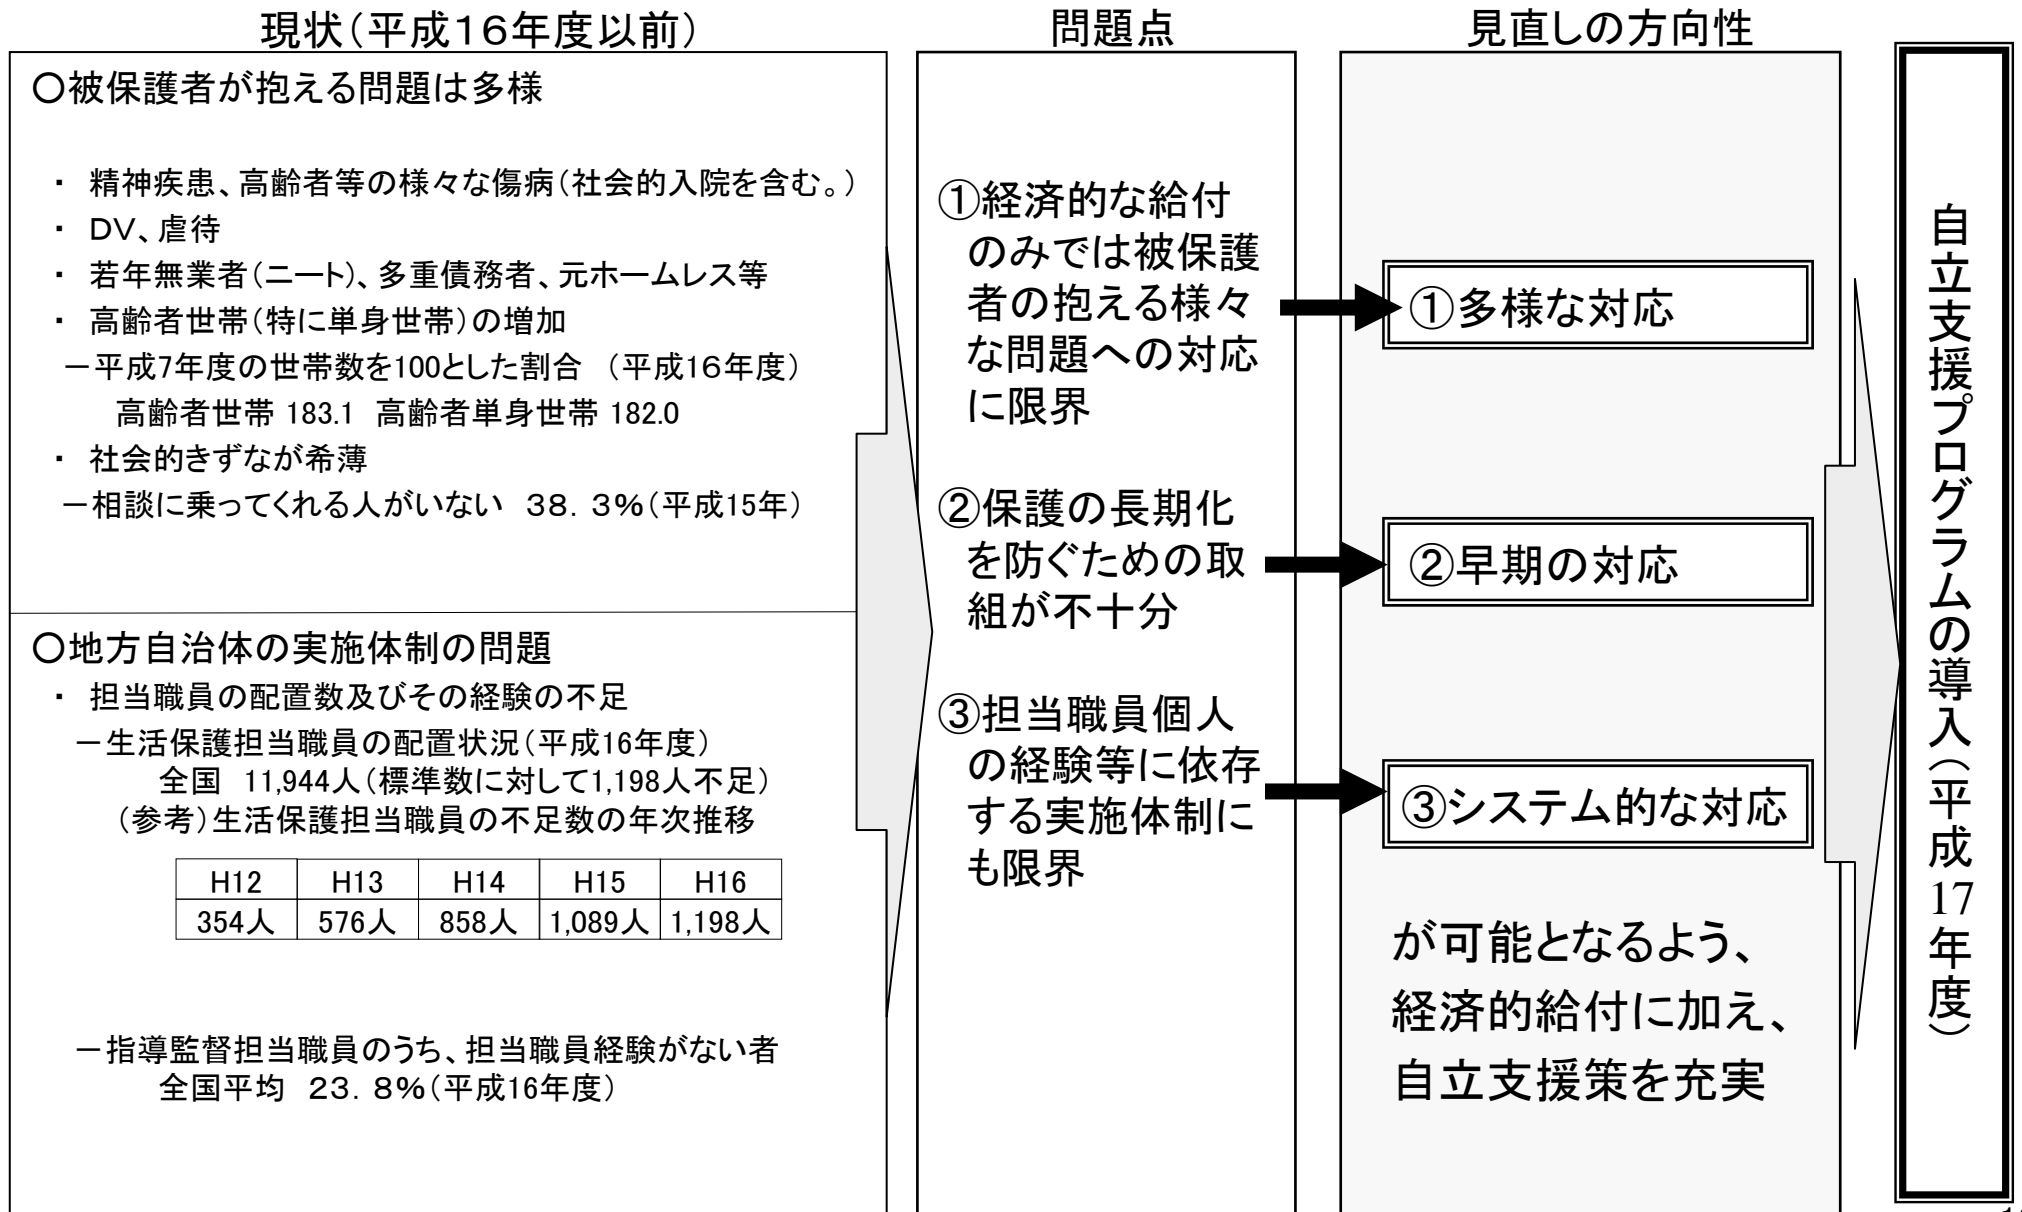 現状（平成１６年度以前）
○被保護者が抱える問題は多様
・ 精神疾患、高齢者等の様々な傷病（社会的入院を含む。）
・ ＤＶ、虐待
・ 若年無業者（ニート）、多重債務者、元ホームレス等
・ 高齢者世帯（特に単身世帯）の増加
－平成7年度の世帯数を100とした割合 （平成１６年度）
高齢者世帯 183.1 高齢者単身世帯 182.0
・ 社会的きずなが希薄
－相談に乗ってくれる人がいない ３８．３％（平成15年）
○地方自治体の実施体制の問題
・ 担当職員の配置数及びその経験の不足
－生活保護担当職員の配置状況（平成16年度）
全国 11,944人（標準数に対して1,198人不足）
（参考）生活保護担当職員の不足数の年次推移
H12 H13 H14 H15 H16
354人 576人 858人 1,089人 1,198人
－指導監督担当職員のうち、担当職員経験がない者
全国平均 ２３．８％（平成16年度）
問題点
①経済的な給付
のみでは被保護
者の抱える様々
な問題への対応
に限界
②保護の長期化
を防ぐための取
組が不十分
③担当職員個人
の経験等に依存
する実施体制に
も限界
見直しの方向性
①多様な対応
②早期の対応
③システム的な対応
が可能となるよう、
経済的給付に加え、
自立支援策を充実
自立支援プログラムの導入（平成17年度）